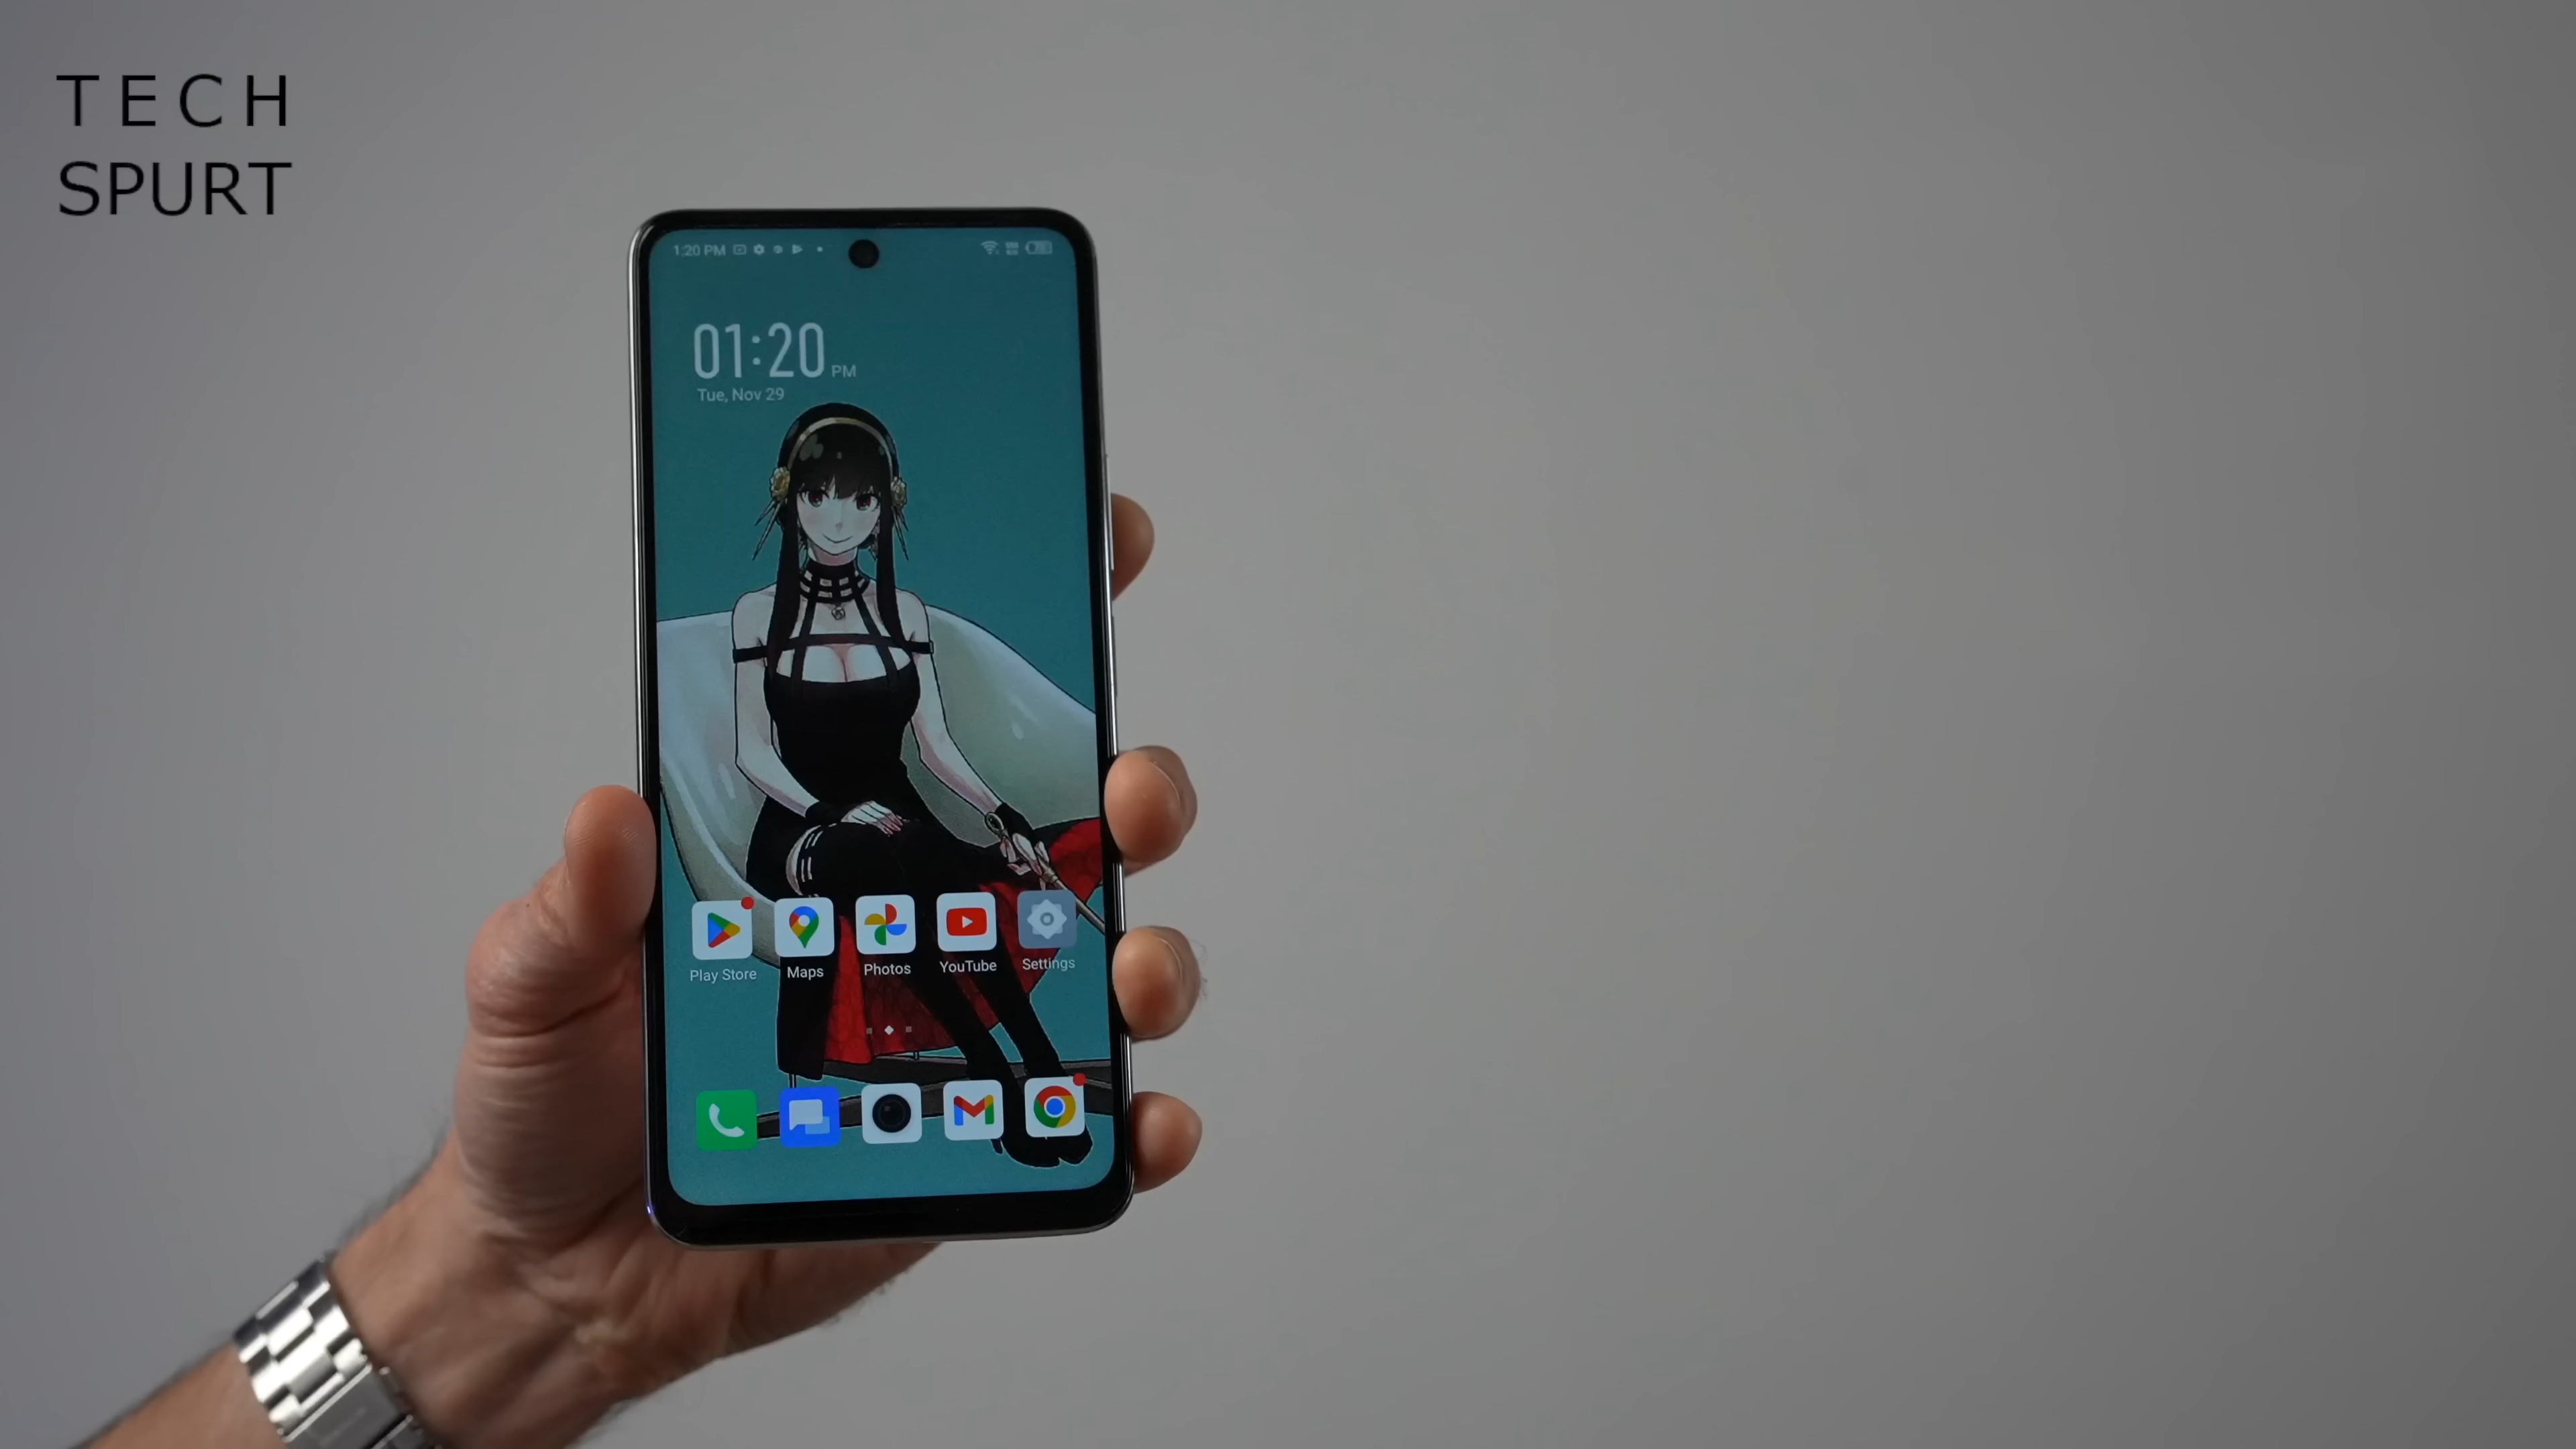 TECH
SPURT
1:20 PM
01:20 PM
Tue, Nov 29
Play Store
Maps
Photos
YouTube
Settings